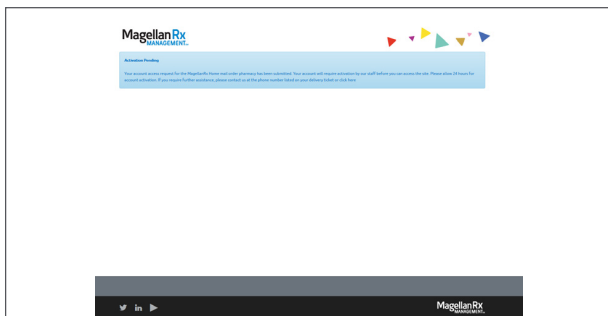 MagellanRx
MANAGEMENT
Activation Pending
Your account access request for the MagellanRx Home mail order pharmacy has been submitted. Your account will require activation by our staff before you can access the site. Please allow 24 hours for
account activation. If you require further assistance, please contact us at the phone number listed on your delivery ticket or click here
in
MagellanRx
MANAGEMENT